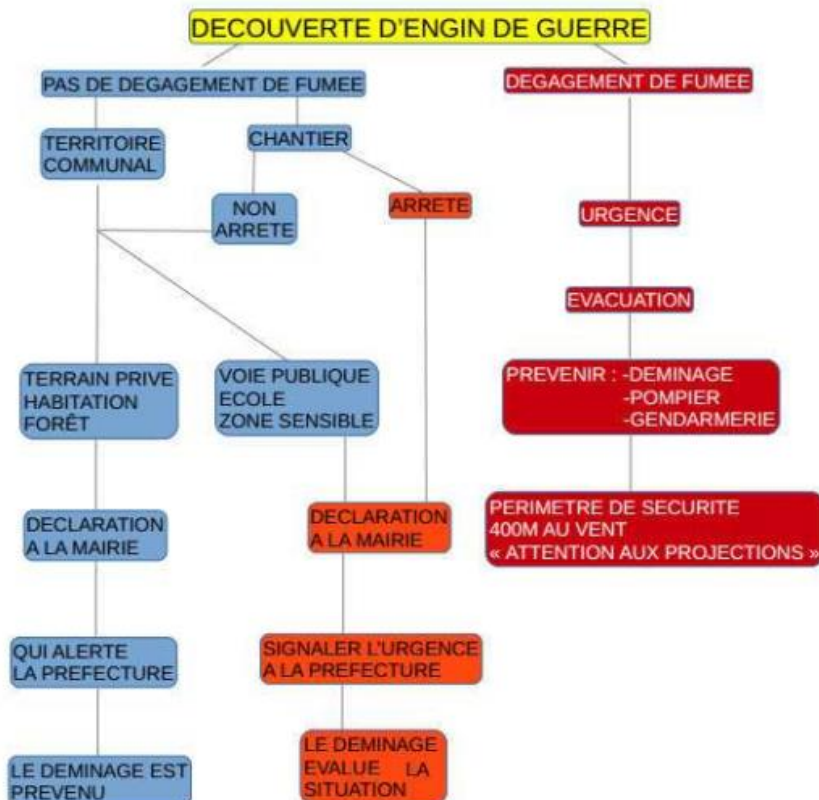 DECOUVERTE D'ENGIN DE GUERRE
PAS DE DEGAGEMENT DE FUMEE
DEGAGEMENT DE FUMEE
TERRITOIRE
COMMUNAL
CHANTIER
NON
ARRETE
ARRETE
URGENCE
EVACUATION
TERRAIN PRIVE
HABITATION
FORÊT
VOIE PUBLIQUE
ECOLE
ZONE SENSIBLE
PREVENIR : -DEMINAGE
-POMPIER
-GENDARMERIE
DECLARATION
A LA MAIRIE
DECLARATION
A LA MAIRIE
PERIMETRE DE SECURITE
400M AU VENT
« ATTENTION AUX PROJECTIONS »
QUI ALERTE
LA PREFECTURE
SIGNALER L'URGENCE
A LA PREFECTURE
LE DEMINAGE EST
PREVENU
LE DEMINAGE
EVALUE LA
SITUATION